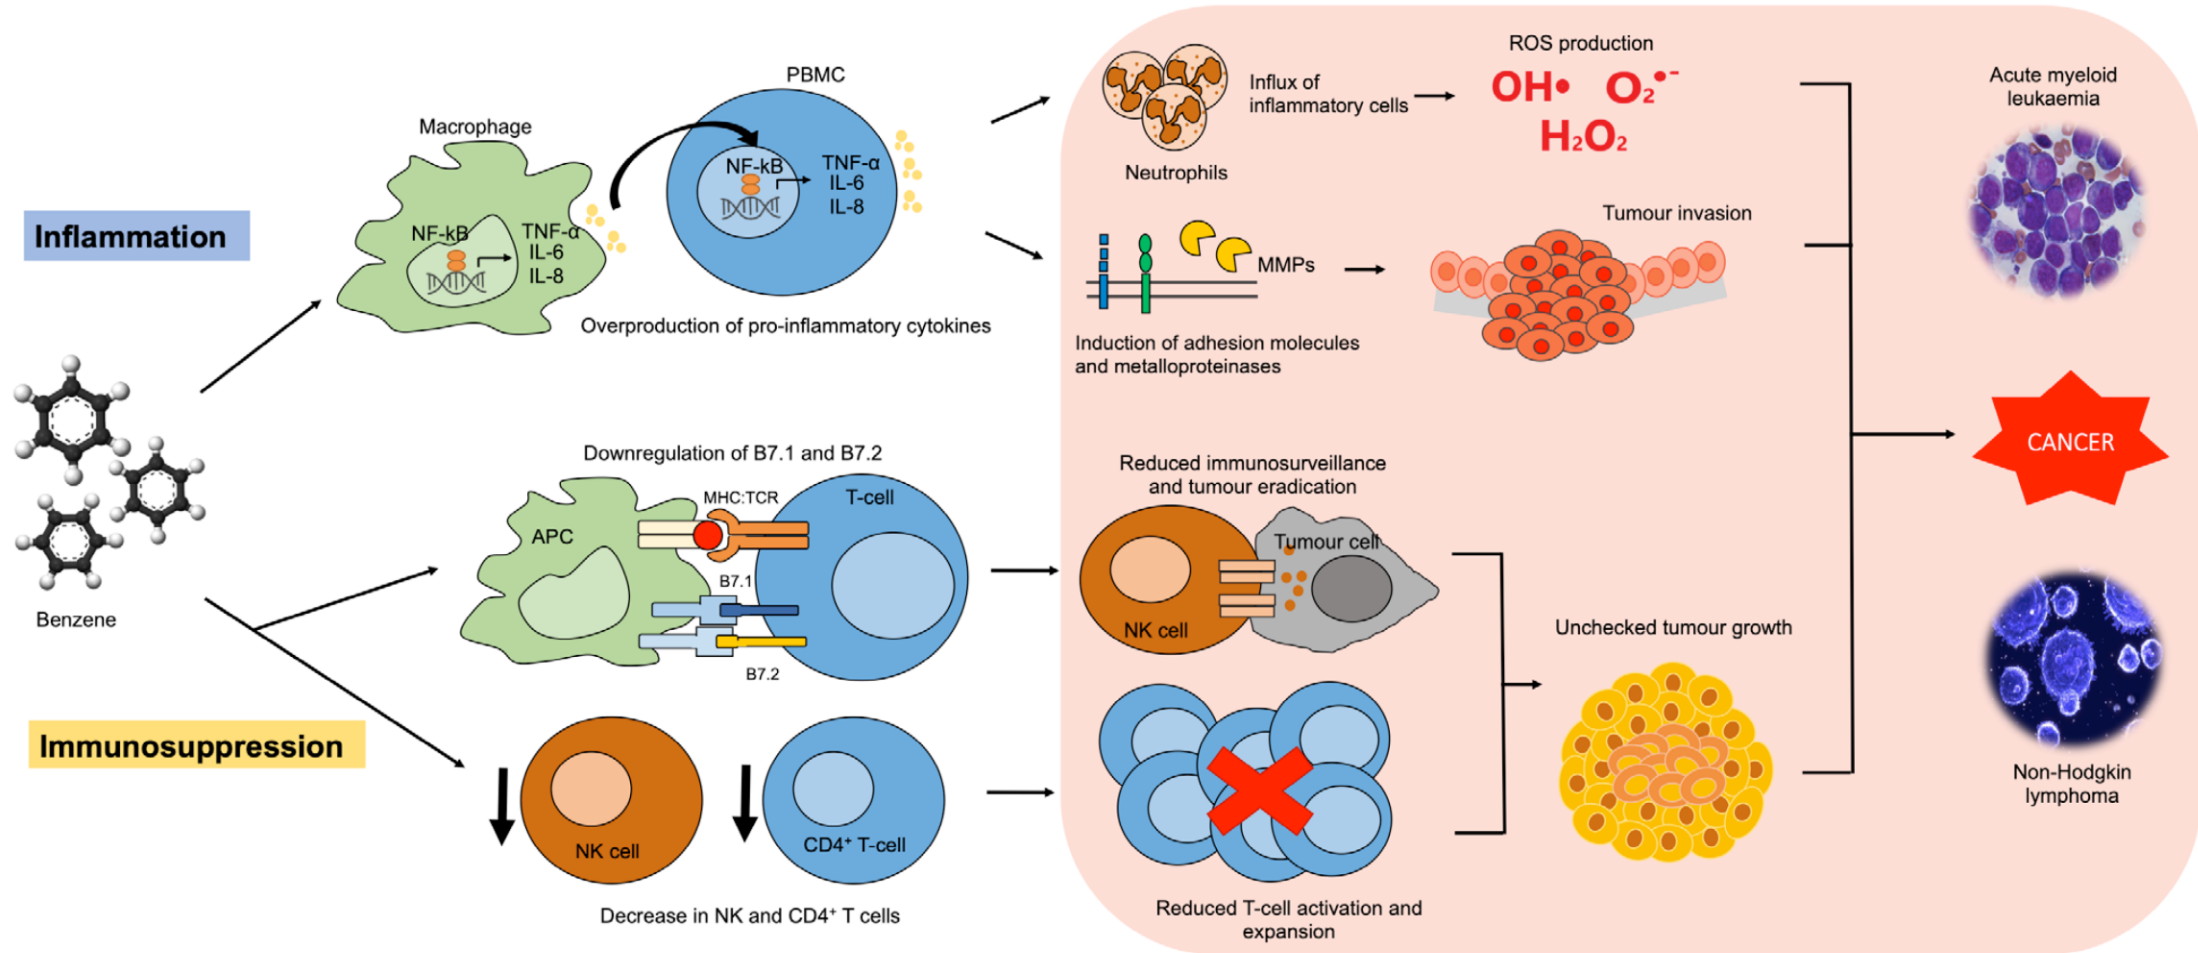 Inflammation
Macrophage
NF-kB
TNF-α
IL-6
IL-8
PBMC
NF-kB
TNF-α
IL-6
IL-8
Overproduction of pro-inflammatory cytokines
Neutrophils
Influx of
inflammatory cells
ROS production
OH• O₂•⁻
H₂O₂
MMPs
Induction of adhesion molecules
and metalloproteinases
Tumour invasion
Acute myeloid
leukaemia
Benzene
Downregulation of B7.1 and B7.2
APC
MHC:TCR
T-cell
B7.1
B7.2
Reduced immunosurveillance
and tumour eradication
Tumour cell
NK cell
CANCER
Immunosuppression
NK cell
CD4⁺ T-cell
Decrease in NK and CD4⁺ T cells
Reduced T-cell activation and
expansion
Unchecked tumour growth
Non-Hodgkin
lymphoma